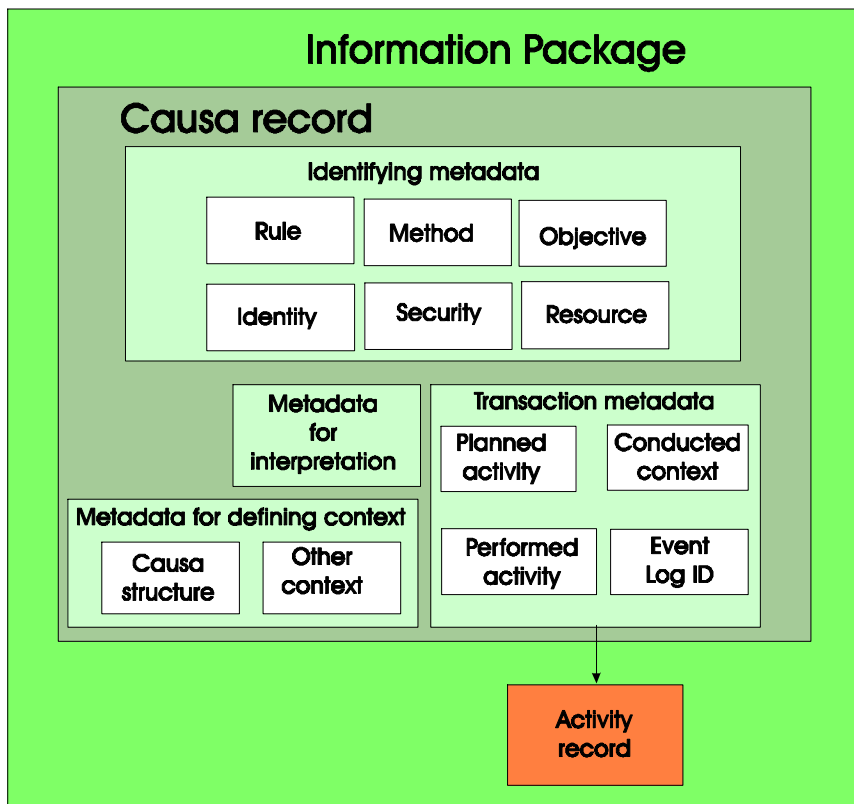 Information Package
Causa record
Identifying metadata
Rule
Method
Objective
Identity
Security
Resource
Metadata
for
interpretation
Transaction metadata
Planned
activity
Conducted
context
Performed
activity
Event
Log ID
Metadata for defining context
Causa
structure
Other
context
Activity
record